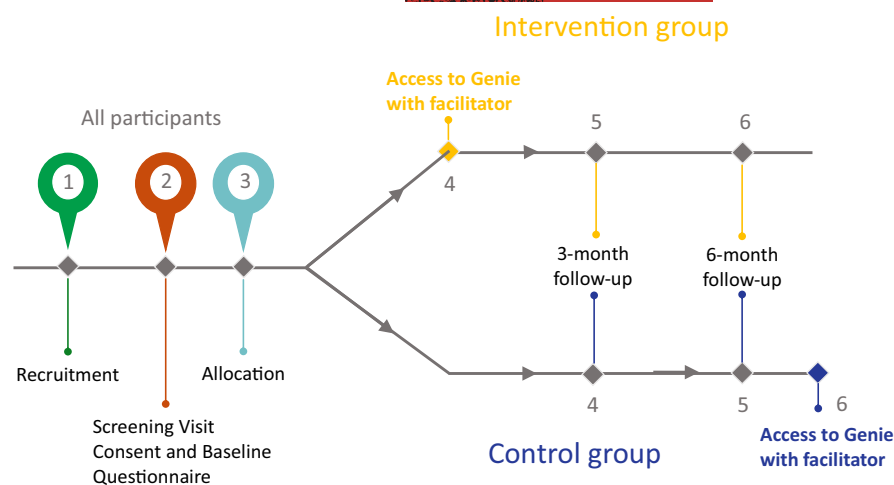 Intervention group
Access to Genie
with facilitator
All participants
1
2
3
4
5
6
3-month
follow-up
6-month
follow-up
Recruitment
Allocation
Screening Visit
Consent and Baseline
Questionnaire
4
5
6
Control group
Access to Genie
with facilitator